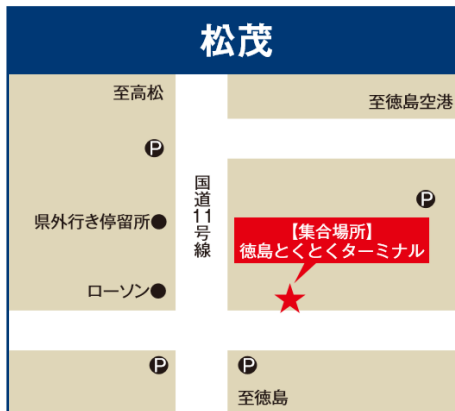 松茂
至高松
至徳島空港
P
国道11号線
P
県外行き停留所
【集合場所】
徳島とくとくターミナル
ローソン
P
P
至徳島